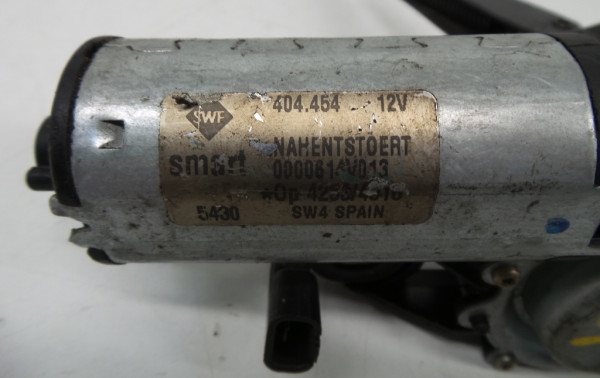 SWF 404.454 12V
NAHENTSTOERT
smart 0000614V013
5430 SW4 SPAIN